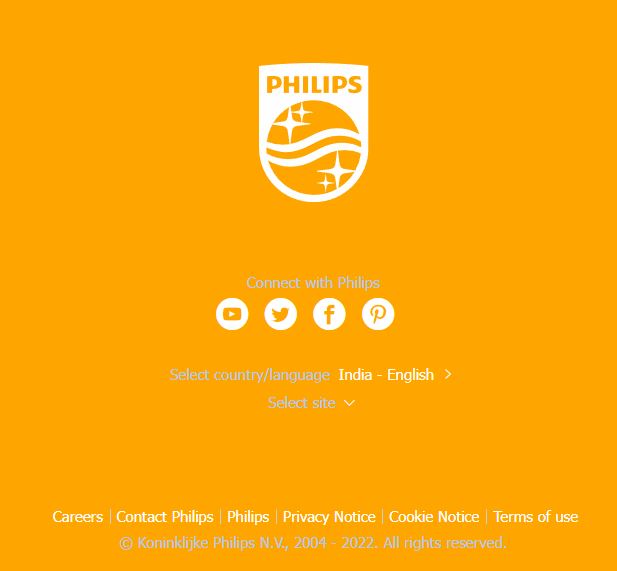 PHILIPS
Connect with Philips
Select country/language India - English
Select site
Careers | Contact Philips | Philips | Privacy Notice | Cookie Notice | Terms of use
© Koninklijke Philips N.V., 2004 - 2022. All rights reserved.